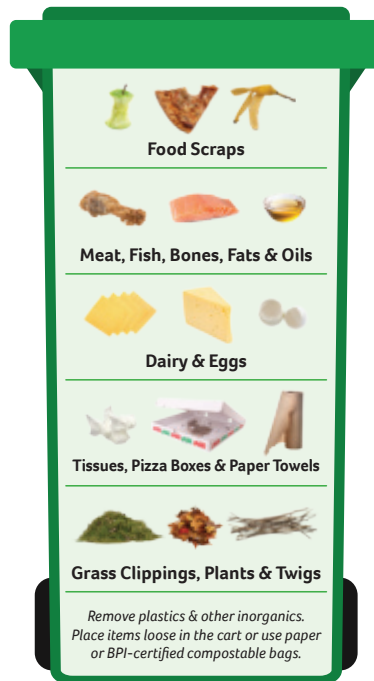 Food Scraps
Meat, Fish, Bones, Fats & Oils
Dairy & Eggs
Tissues, Pizza Boxes & Paper Towels
Grass Clippings, Plants & Twigs
Remove plastics & other inorganics.
Place items loose in the cart or use paper
or BPI-certified compostable bags.